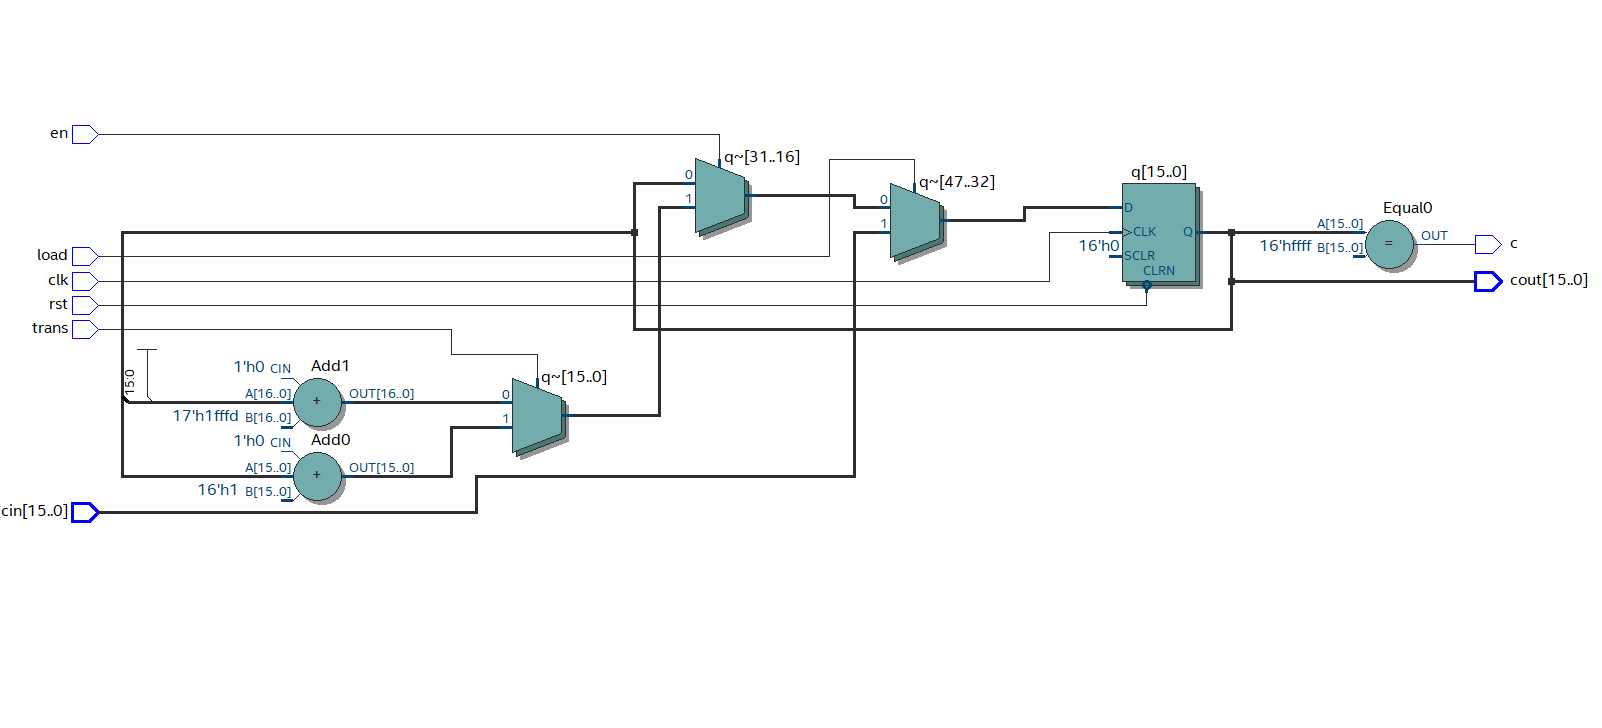 en
q~[31..16]
0
1
q~[47..32]
0
1
q[15..0]
D
CLK
Q
16'h0
SCLR
CLRN
Equal0
A[15..0]
16'hffff B[15..0]
=
OUT
c
cout[15..0]
load
clk
rst
trans
15:0
1'h0 CIN
Add1
A[16..0]
+
OUT[16..0]
17'h1fffd B[16..0]
1'h0 CIN
Add0
A[15..0]
+
OUT[15..0]
16'h1 B[15..0]
q~[15..0]
0
1
cin[15..0]